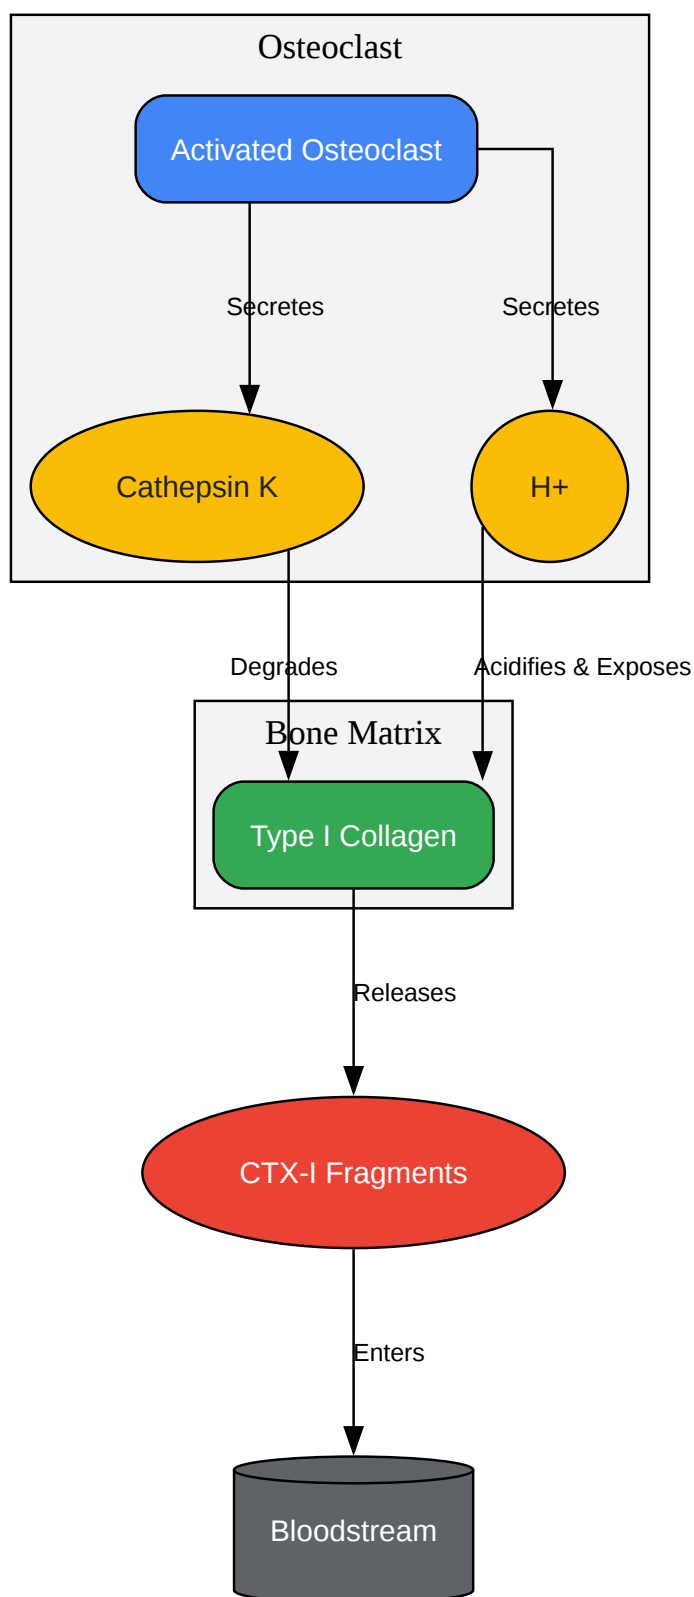 Osteoclast
Activated Osteoclast
Secretes
Secretes
Cathepsin K
H+
Degrades
Acidifies & Exposes
Bone Matrix
Type I Collagen
Releases
CTX-I Fragments
Enters
Bloodstream